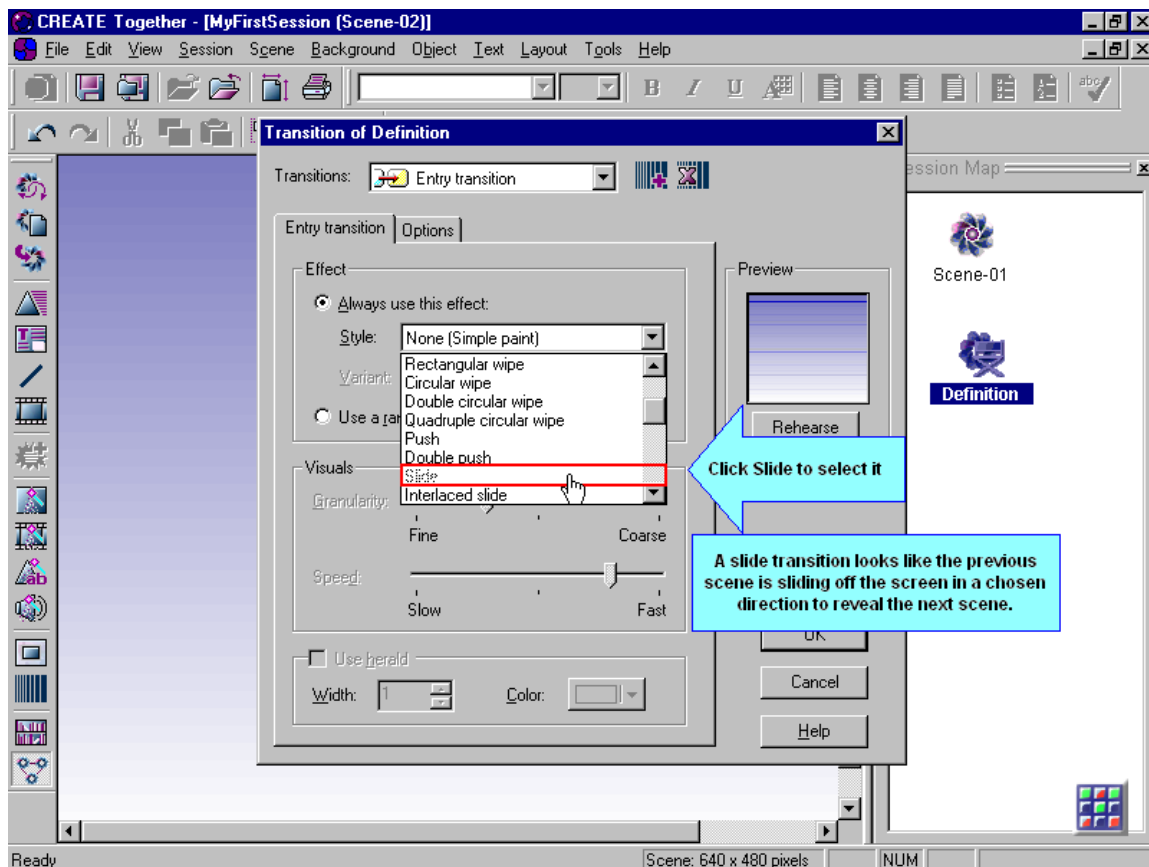 CREATE Together - [MyFirstSession (Scene-02)]
File Edit View Session Scene Background Object Text Layout Tools Help
B I U A abc
Transition of Definition
Transitions: Entry transition
Entry transition Options
Effect
Always use this effect:
Style: None (Simple paint)
Rectangular wipe
Variant:
Circular wipe
Double circular wipe
Use a ran
Quadruple circular wipe
Push
Double push
Slide
Interlaced slide
Visuals
Granularity:
Fine Coarse
Speed:
Slow Fast
Use herald
Width: 1 Color:
Preview
Rehearse
Click Slide to select it
A slide transition looks like the previous
scene is sliding off the screen in a chosen
direction to reveal the next scene.
OK
Cancel
Help
ession Map
Scene-01
Definition
ab
Ready Scene: 640 x 480 pixels NUM